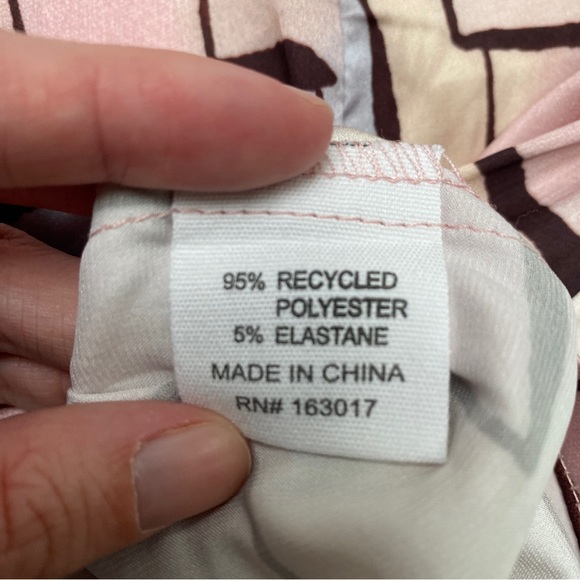 95% RECYCLED
POLYESTER
5% ELASTANE
MADE IN CHINA
RN# 163017